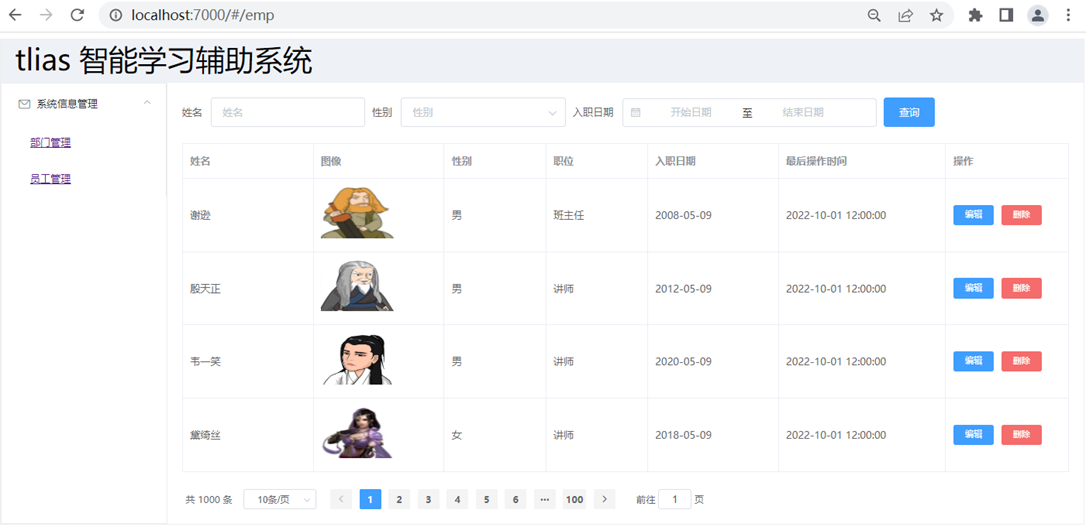 localhost:7000/#/emp
tlias 智能学习辅助系统
系统信息管理
部门管理
员工管理
姓名 姓名 性别 性别 入职日期 开始日期 至 结束日期 查询
姓名 图像 性别 职位 入职日期 最后操作时间 操作
谢逊 男 班主任 2008-05-09 2022-10-01 12:00:00 编辑 删除
殷天正 男 讲师 2012-05-09 2022-10-01 12:00:00 编辑 删除
韦一笑 男 讲师 2020-05-09 2022-10-01 12:00:00 编辑 删除
黛绮丝 女 讲师 2018-05-09 2022-10-01 12:00:00 编辑 删除
共 1000 条 10条/页 1 2 3 4 5 6 ··· 100 前往 1 页